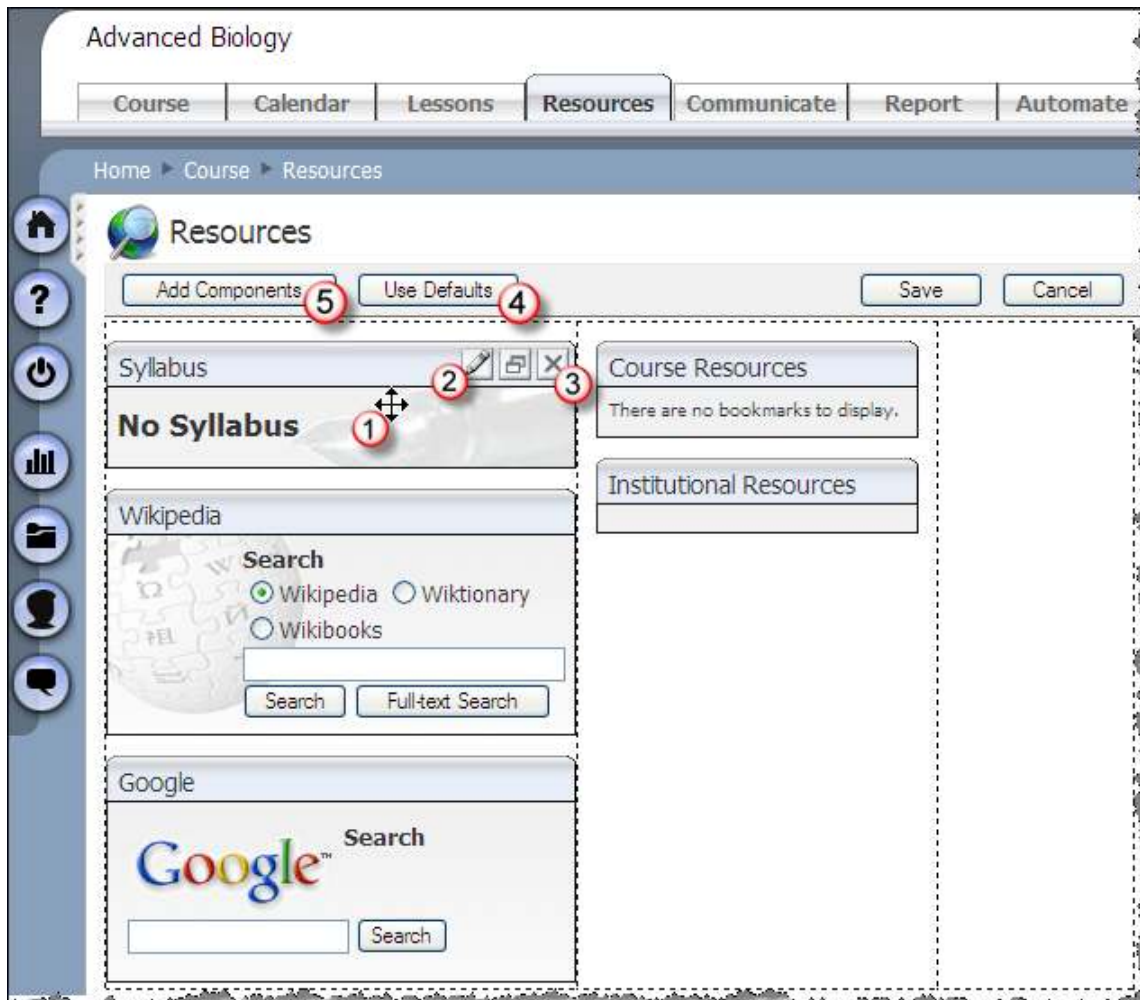 Advanced Biology
Course Calendar Lessons Resources Communicate Report Automate
Home Course Resources
Resources
Add Components 5 Use Defaults 4 Save Cancel
Syllabus 2 3
No Syllabus 1
Course Resources
There are no bookmarks to display.
Institutional Resources
Wikipedia
Search
Wikipedia Wiktionary
Wikibooks
Search Full-text Search
Google
Google™ Search
Search